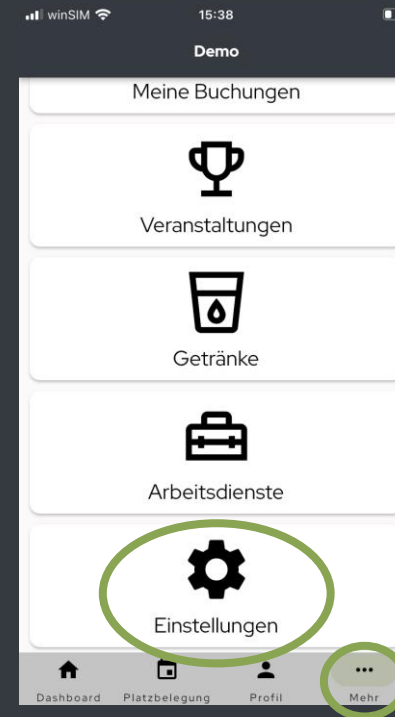 winSIM
15:38
Demo
Meine Buchungen
Veranstaltungen
Getränke
Arbeitsdienste
Einstellungen
Dashboard Platzbelegung Profil Mehr